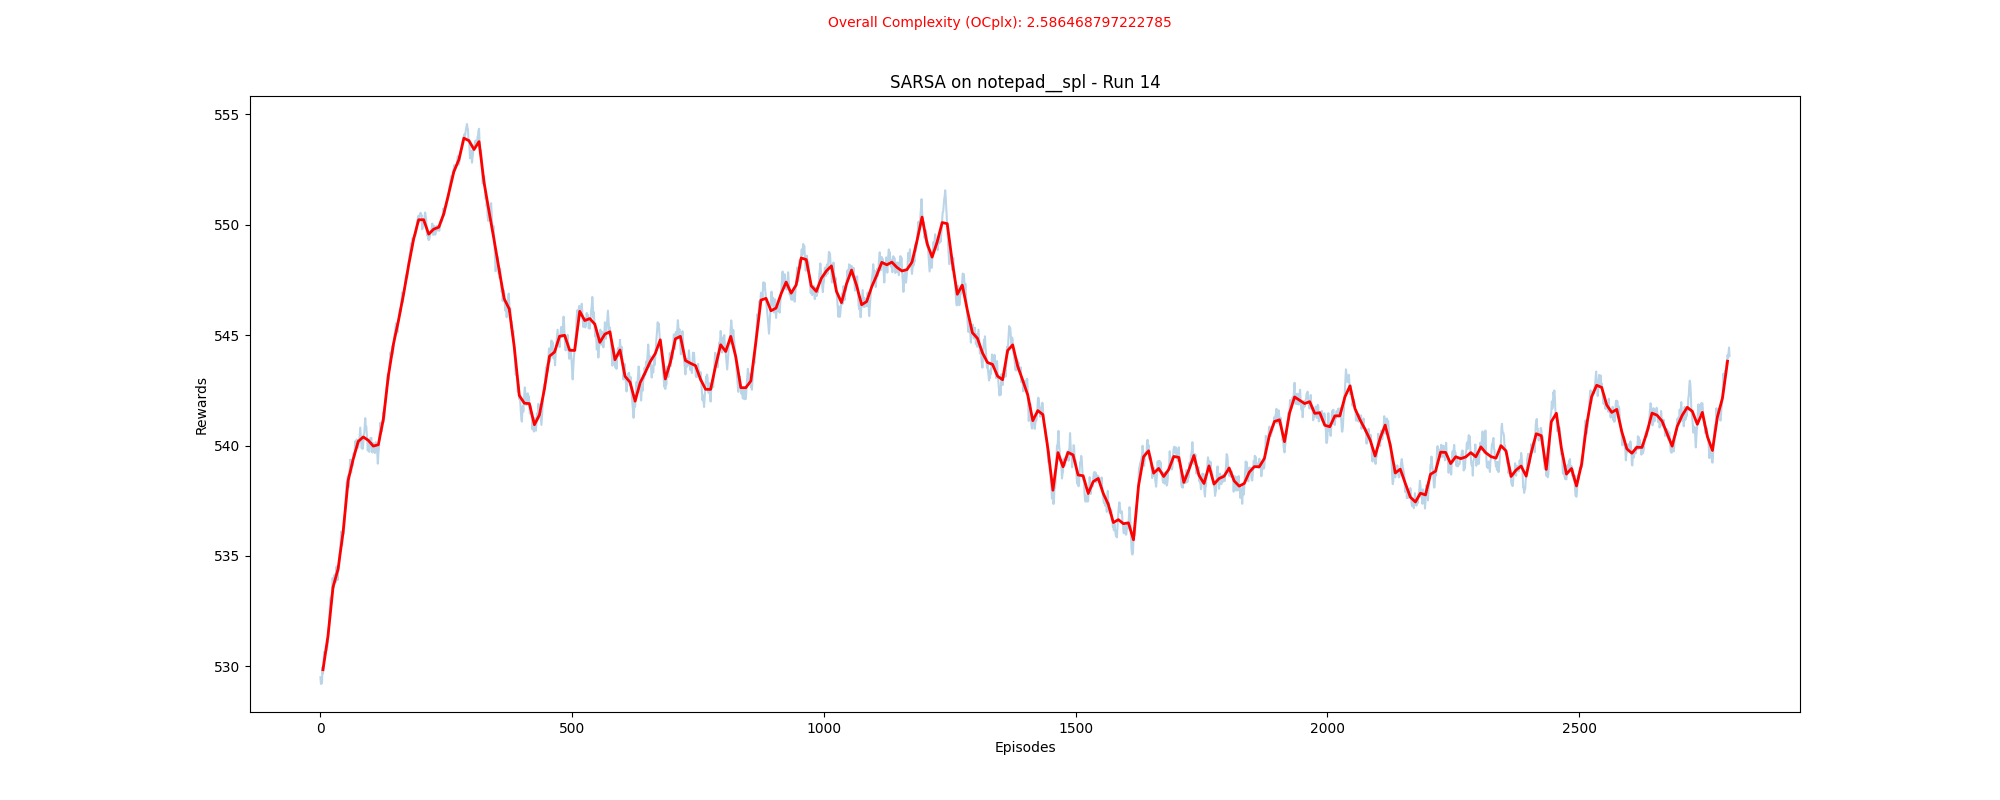 Overall Complexity (OCplx): 2.586468797222785
SARSA on notepad__spl - Run 14
555
550
545
540
535
530
Rewards
0 500 1000 1500 2000 2500
Episodes